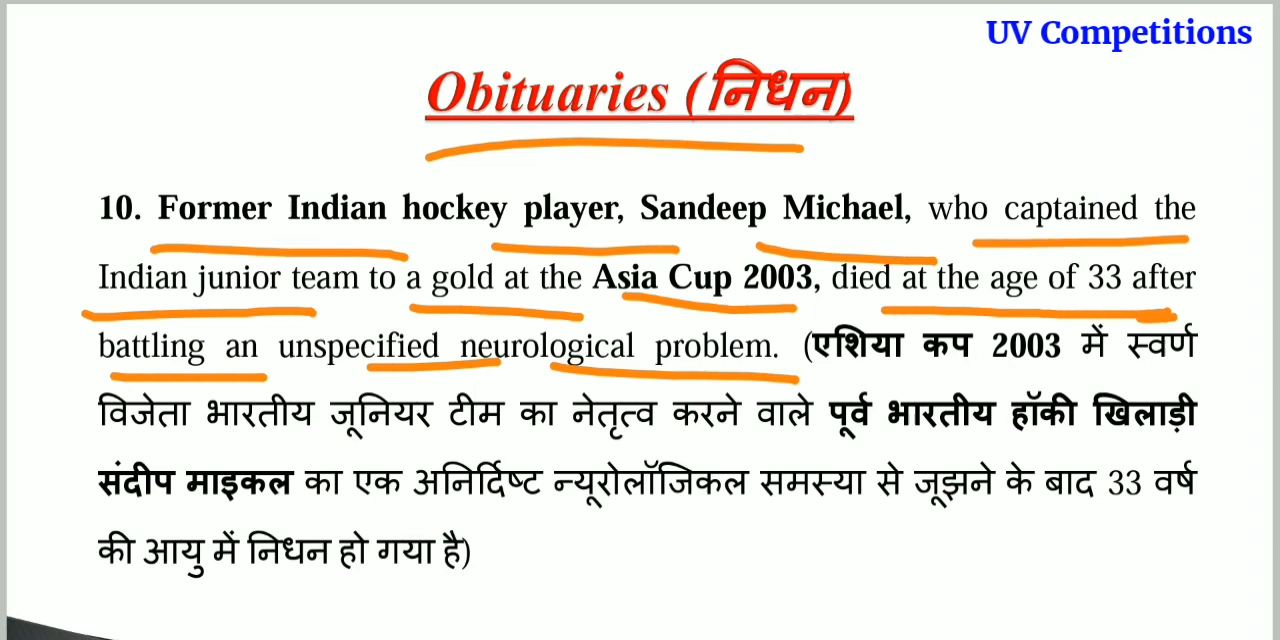 UV Competitions
Obituaries (निधन)
10. Former Indian hockey player, Sandeep Michael, who captained the
Indian junior team to a gold at the Asia Cup 2003, died at the age of 33 after
battling an unspecified neurological problem. (एशिया कप 2003 में स्वर्ण
विजेता भारतीय जूनियर टीम का नेतृत्व करने वाले पूर्व भारतीय हॉकी खिलाड़ी
संदीप माइकल का एक अनिर्दिष्ट न्यूरोलॉजिकल समस्या से जूझने के बाद 33 वर्ष
की आयु में निधन हो गया है)